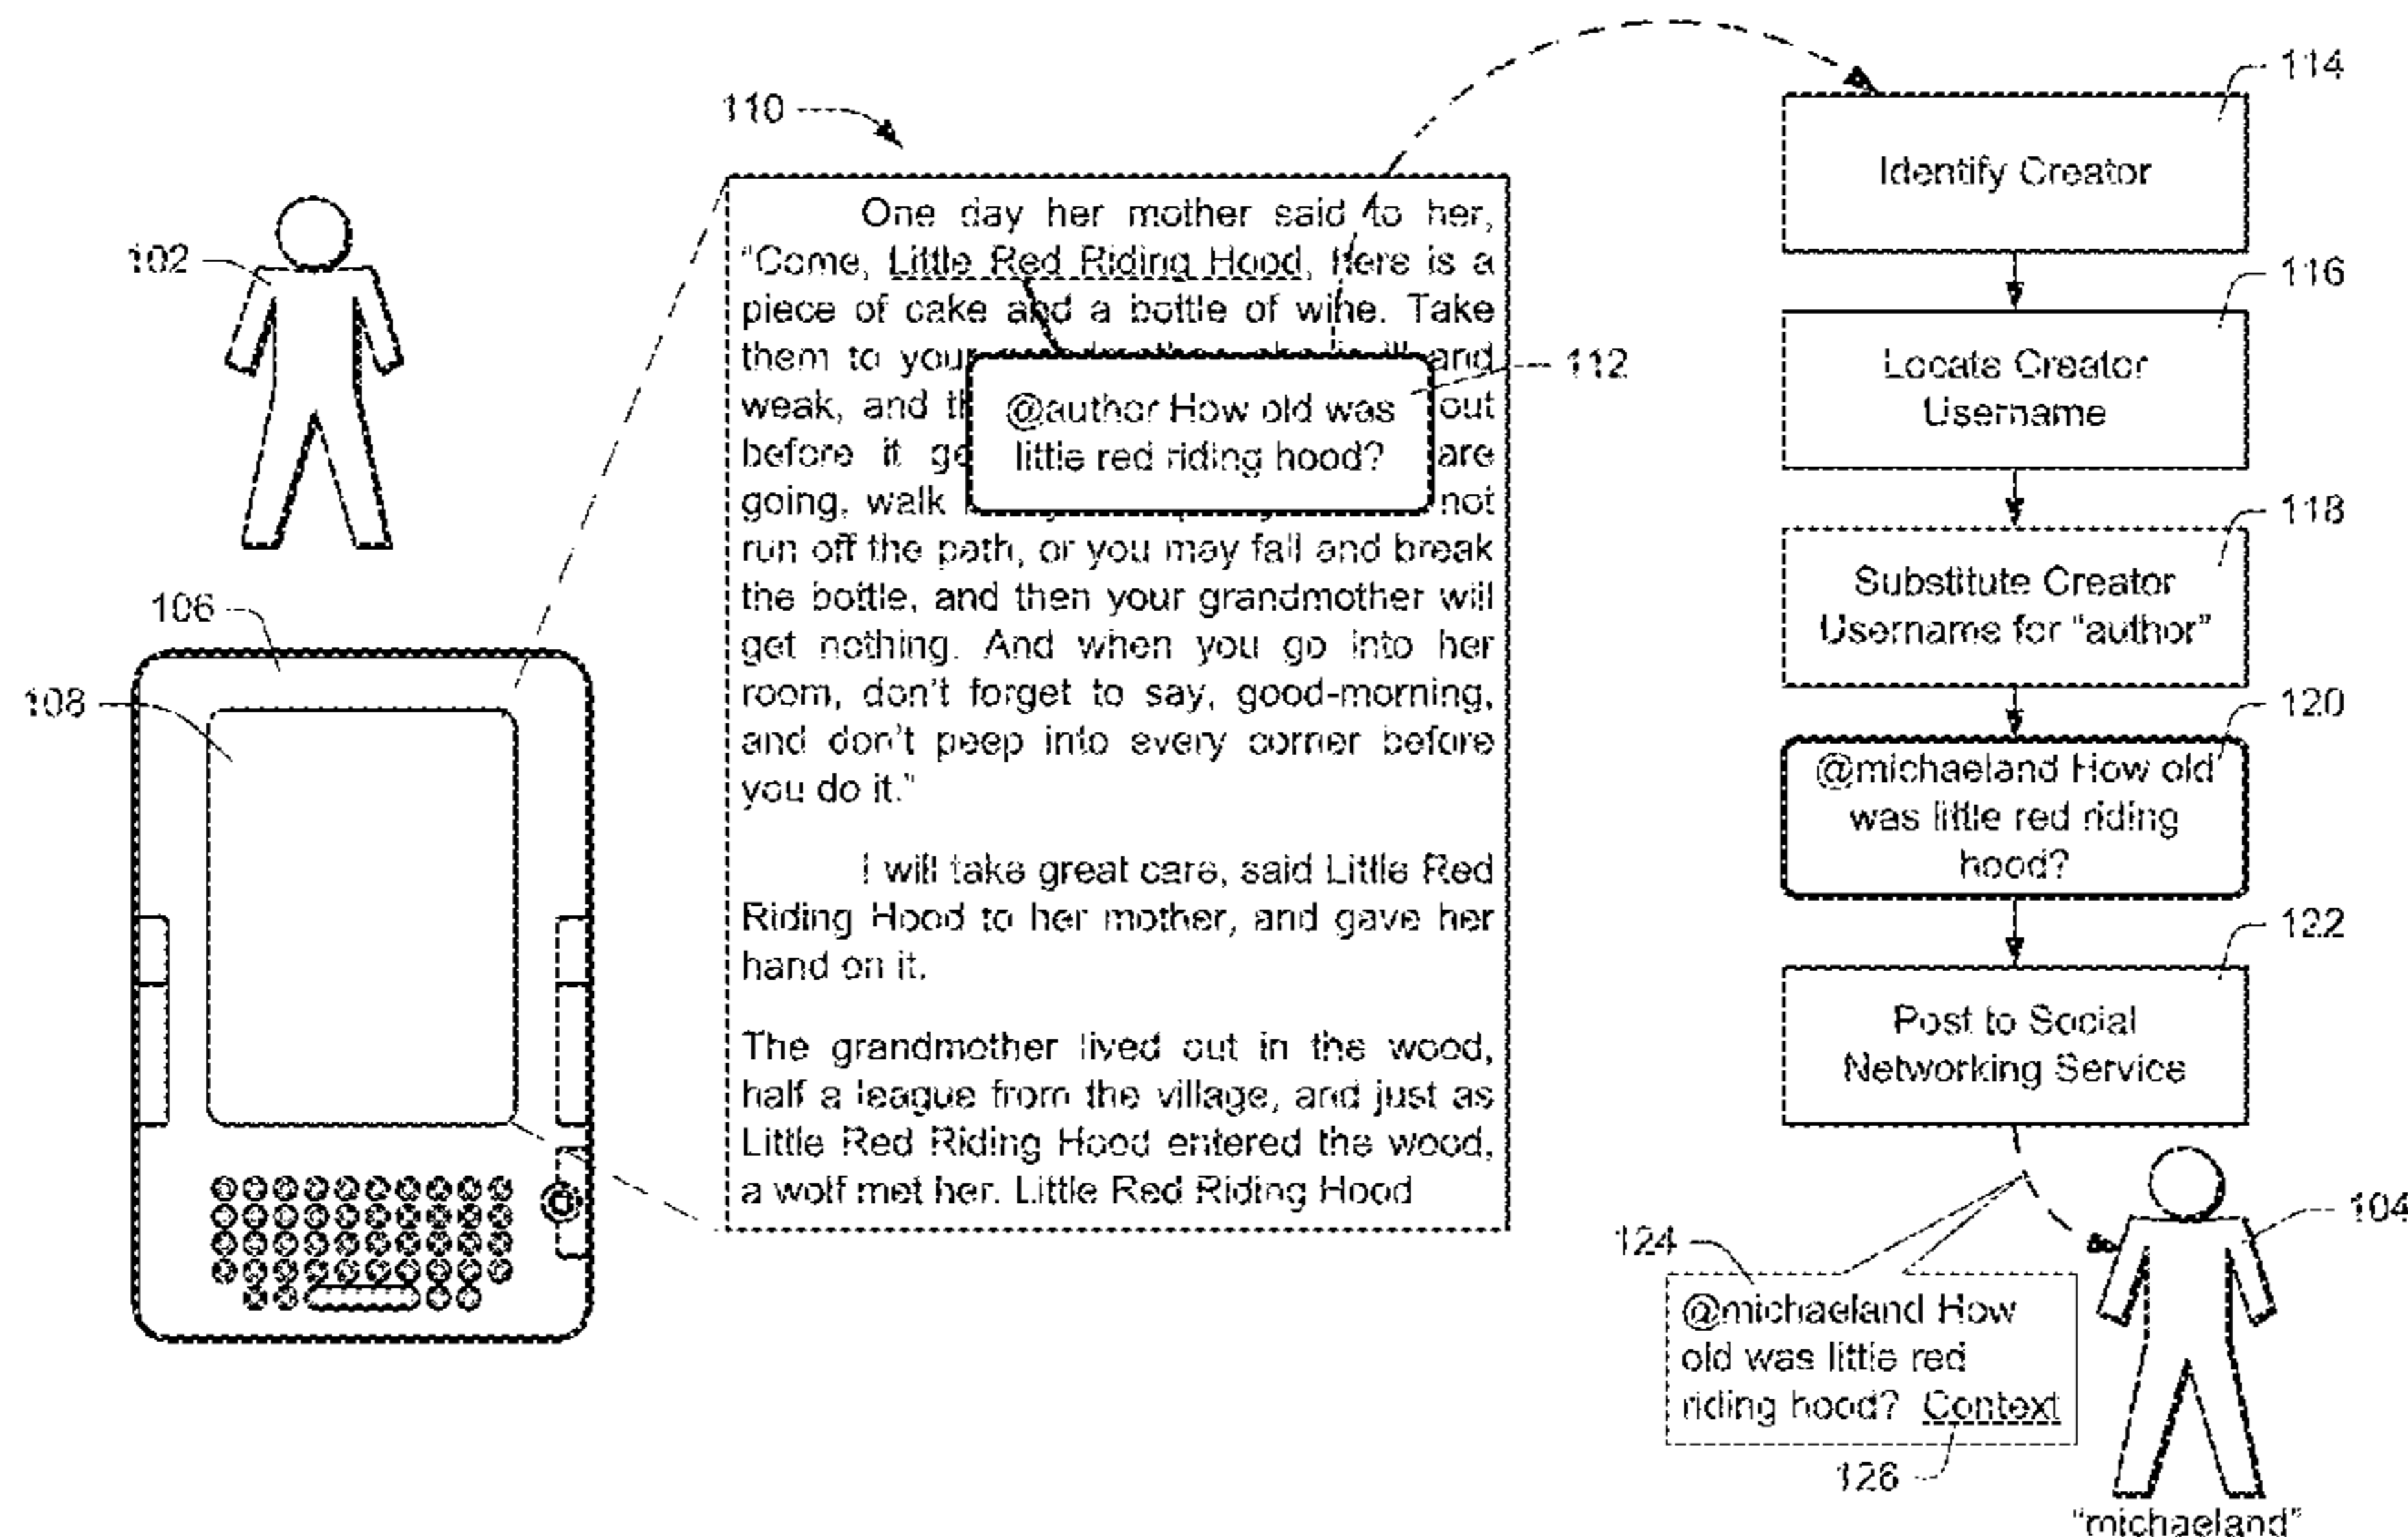 110
102
One day her mother said to her,
"Come, Little Red Riding Hood, here is a
piece of cake and a bottle of wine. Take
them to your and
weak, and out
before it are
going, walk not
run off the path, or you may fall and break
the bottle, and then your grandmother will
get nothing. And when you go into her
room, don't forget to say, good-morning,
and don't peep into every corner before
you do it."
I will take great care, said Little Red
Riding Hood to her mother, and gave her
hand on it.
The grandmother lived out in the wood,
half a league from the village, and just as
Little Red Riding Hood entered the wood,
a wolf met her. Little Red Riding Hood
@author How old was
little red riding hood?
112
106
108
114
Identify Creator
116
Locate Creator
Username
118
Substitute Creator
Username for "author"
120
@michaeland How old
was little red riding
hood?
122
Post to Social
Networking Service
104
124
@michaeland How
old was little red
riding hood? Context
126
"michaeland"